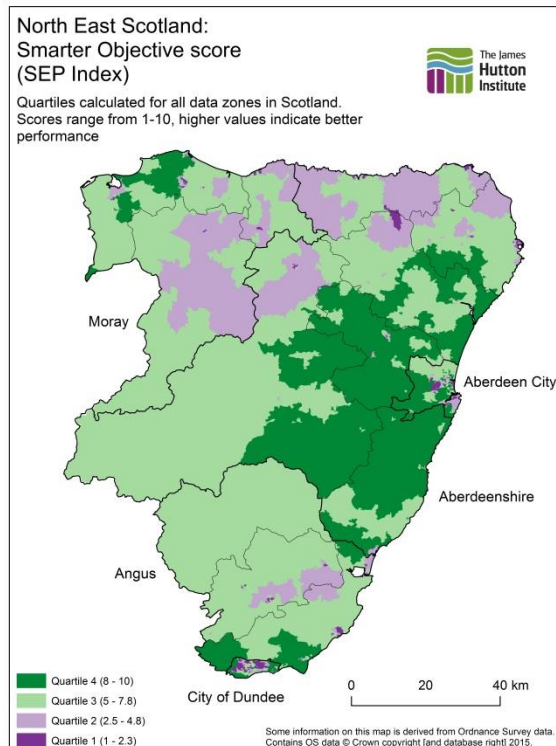 North East Scotland:
Smarter Objective score
(SEP Index)
The James
Hutton
Institute
Quartiles calculated for all data zones in Scotland.
Scores range from 1-10, higher values indicate better
performance
Moray
Aberdeen City
Aberdeenshire
Angus
City of Dundee
Quartile 4 (8 - 10)
Quartile 3 (5 - 7.8)
Quartile 2 (2.5 - 4.8)
Quartile 1 (1 - 2.3)
0 20 40 km
Some information on this map is derived from Ordnance Survey data.
Contains OS data © Crown copyright [and database right] 2015.